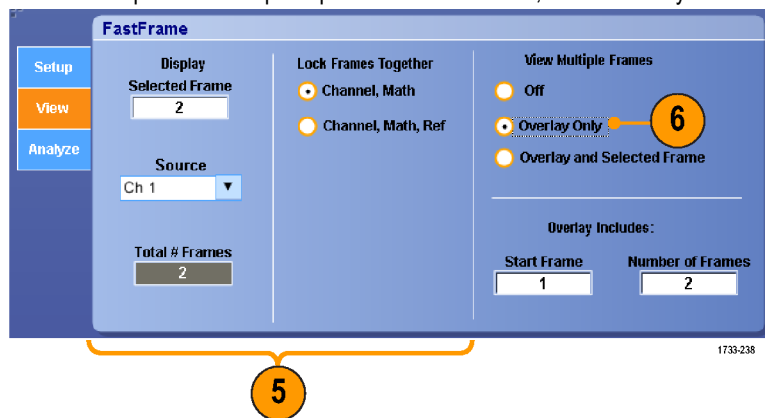 FastFrame
Setup
View
Analyze
Display
Selected Frame
2
Source
Ch 1
Total # Frames
2
Lock Frames Together
Channel, Math
Channel, Math, Ref
View Multiple Frames
Off
Overlay Only
6
Overlay and Selected Frame
Overlay Includes:
Start Frame
1
Number of Frames
2
1733-238
5